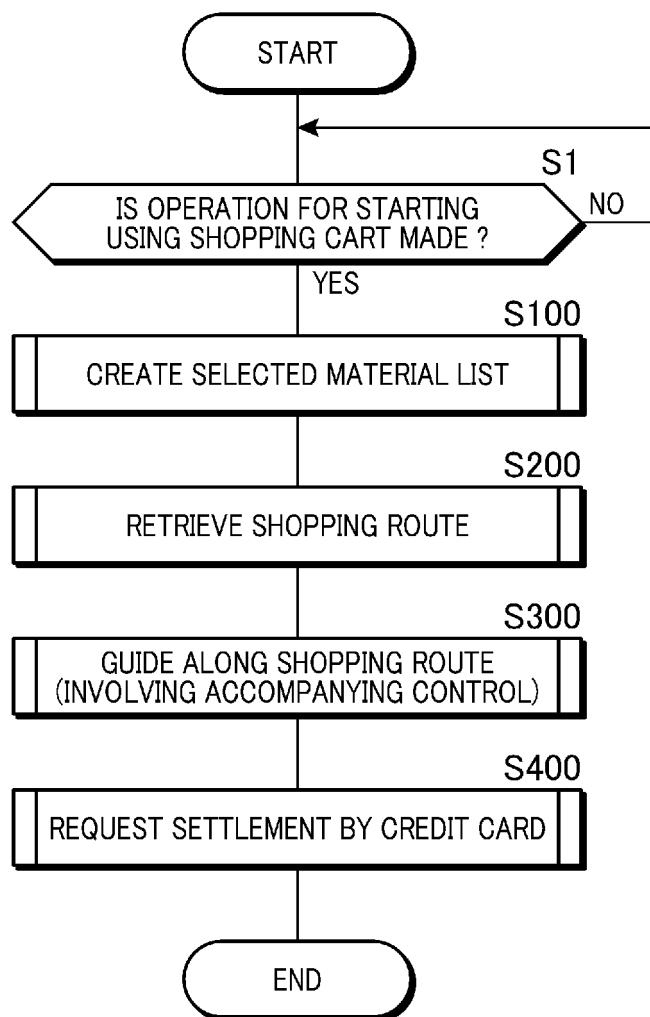 START
S1
IS OPERATION FOR STARTING
USING SHOPPING CART MADE ?
NO
YES
S100
CREATE SELECTED MATERIAL LIST
S200
RETRIEVE SHOPPING ROUTE
S300
GUIDE ALONG SHOPPING ROUTE
(INVOLVING ACCOMPANYING CONTROL)
S400
REQUEST SETTLEMENT BY CREDIT CARD
END